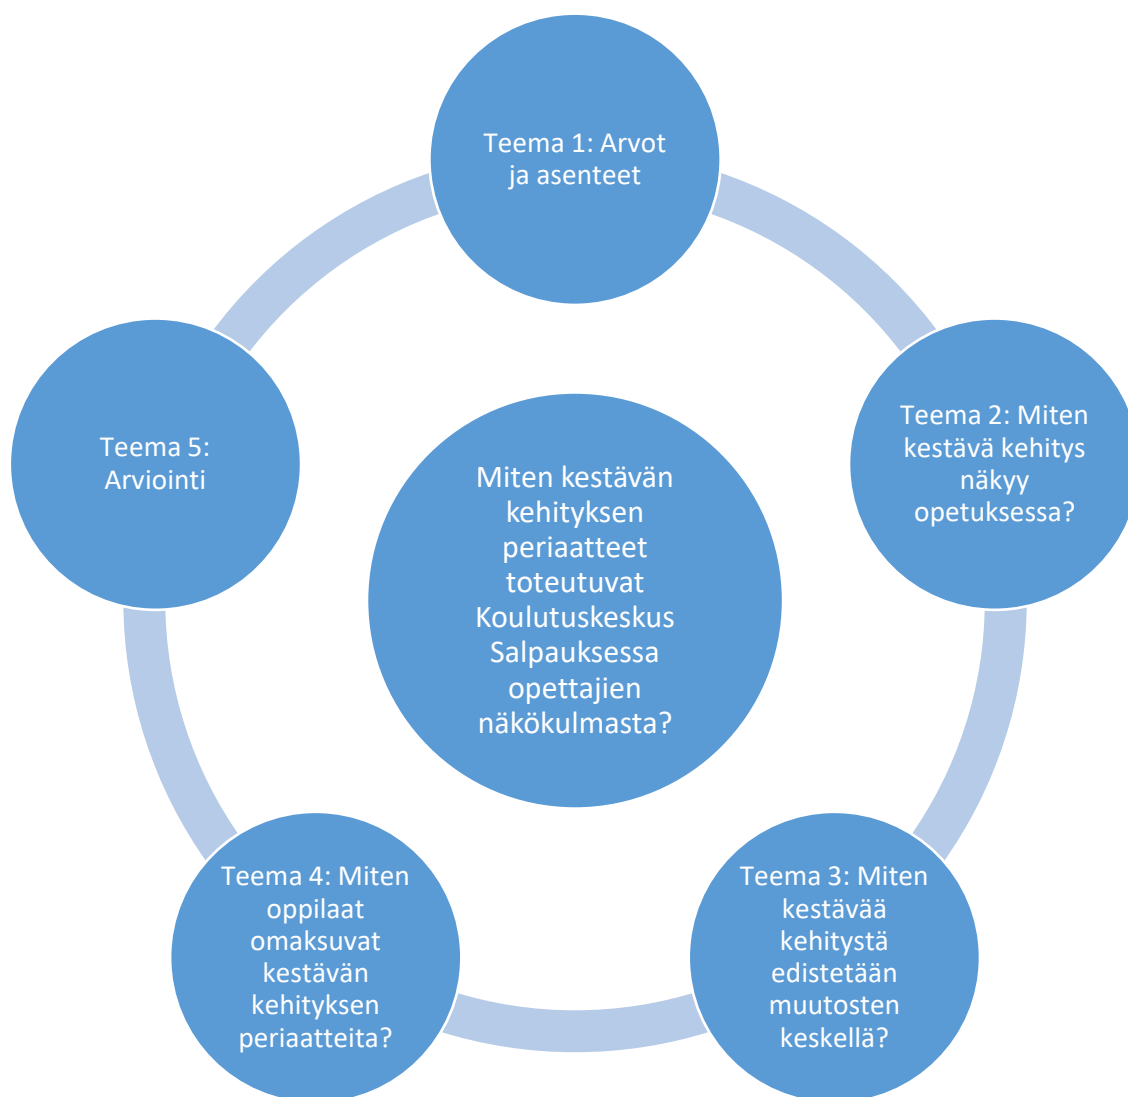 Teema 1: Arvot
ja asenteet
Teema 2: Miten
kestävä kehitys
näkyy
opetuksessa?
Teema 3: Miten
kestävää
kehitystä
edistetään
muutosten
keskellä?
Teema 4: Miten
oppilaat
omaksuvat
kestävän
kehityksen
periaatteita?
Teema 5:
Arviointi
Miten kestävän
kehityksen
periaatteet
toteutuvat
Koulutuskeskus
Salpauksessa
opettajien
näkökulmasta?